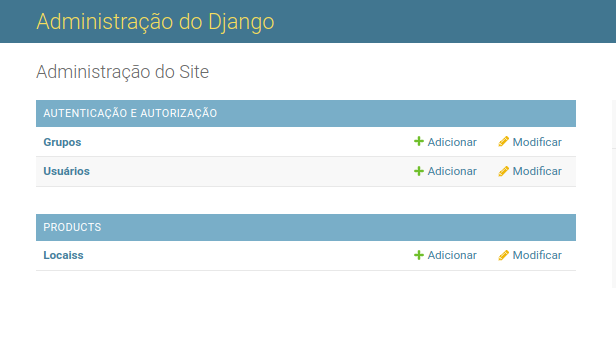 Administração do Django
Administração do Site
AUTENTICAÇÃO E AUTORIZAÇÃO
Grupos Adicionar Modificar
Usuários Adicionar Modificar
PRODUCTS
Locaiss Adicionar Modificar